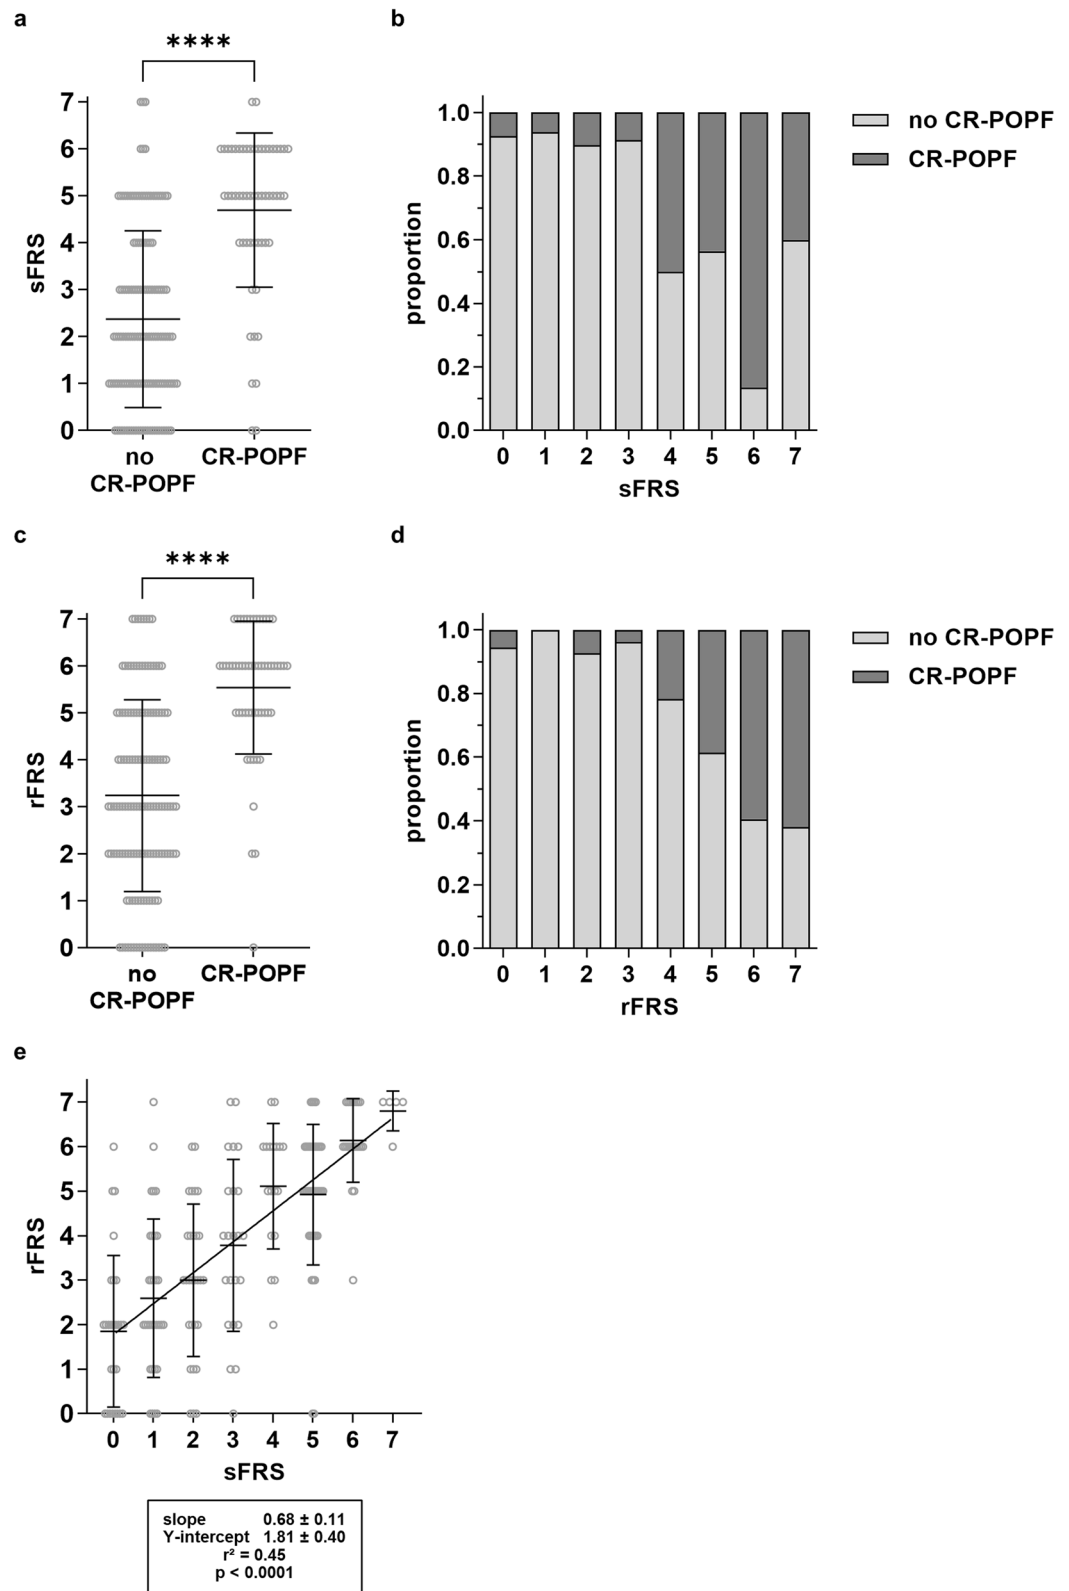 a
****
7
6
5
4
3
2
1
0
sFRS
no
CR-POPF
CR-POPF
b
1.0
0.8
0.6
0.4
0.2
0.0
proportion
0 1 2 3 4 5 6 7
sFRS
no CR-POPF
CR-POPF
c
****
7
6
5
4
3
2
1
0
rFRS
no
CR-POPF
CR-POPF
d
1.0
0.8
0.6
0.4
0.2
0.0
proportion
0 1 2 3 4 5 6 7
rFRS
no CR-POPF
CR-POPF
e
7
6
5
4
3
2
1
0
rFRS
0 1 2 3 4 5 6 7
sFRS
slope 0.68 ± 0.11
Y-intercept 1.81 ± 0.40
r² = 0.45
p < 0.0001